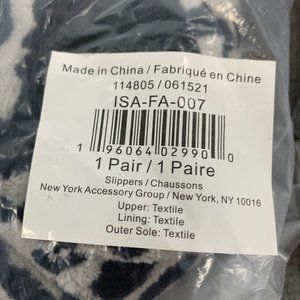 Made in China / Fabriqué en Chine
114805 / 061521
ISA-FA-007
1 96064 02990 0
1 Pair / 1 Paire
Slippers / Chaussons
New York Accessory Group / New York, NY 10016
Upper: Textile
Lining: Textile
Outer Sole: Textile